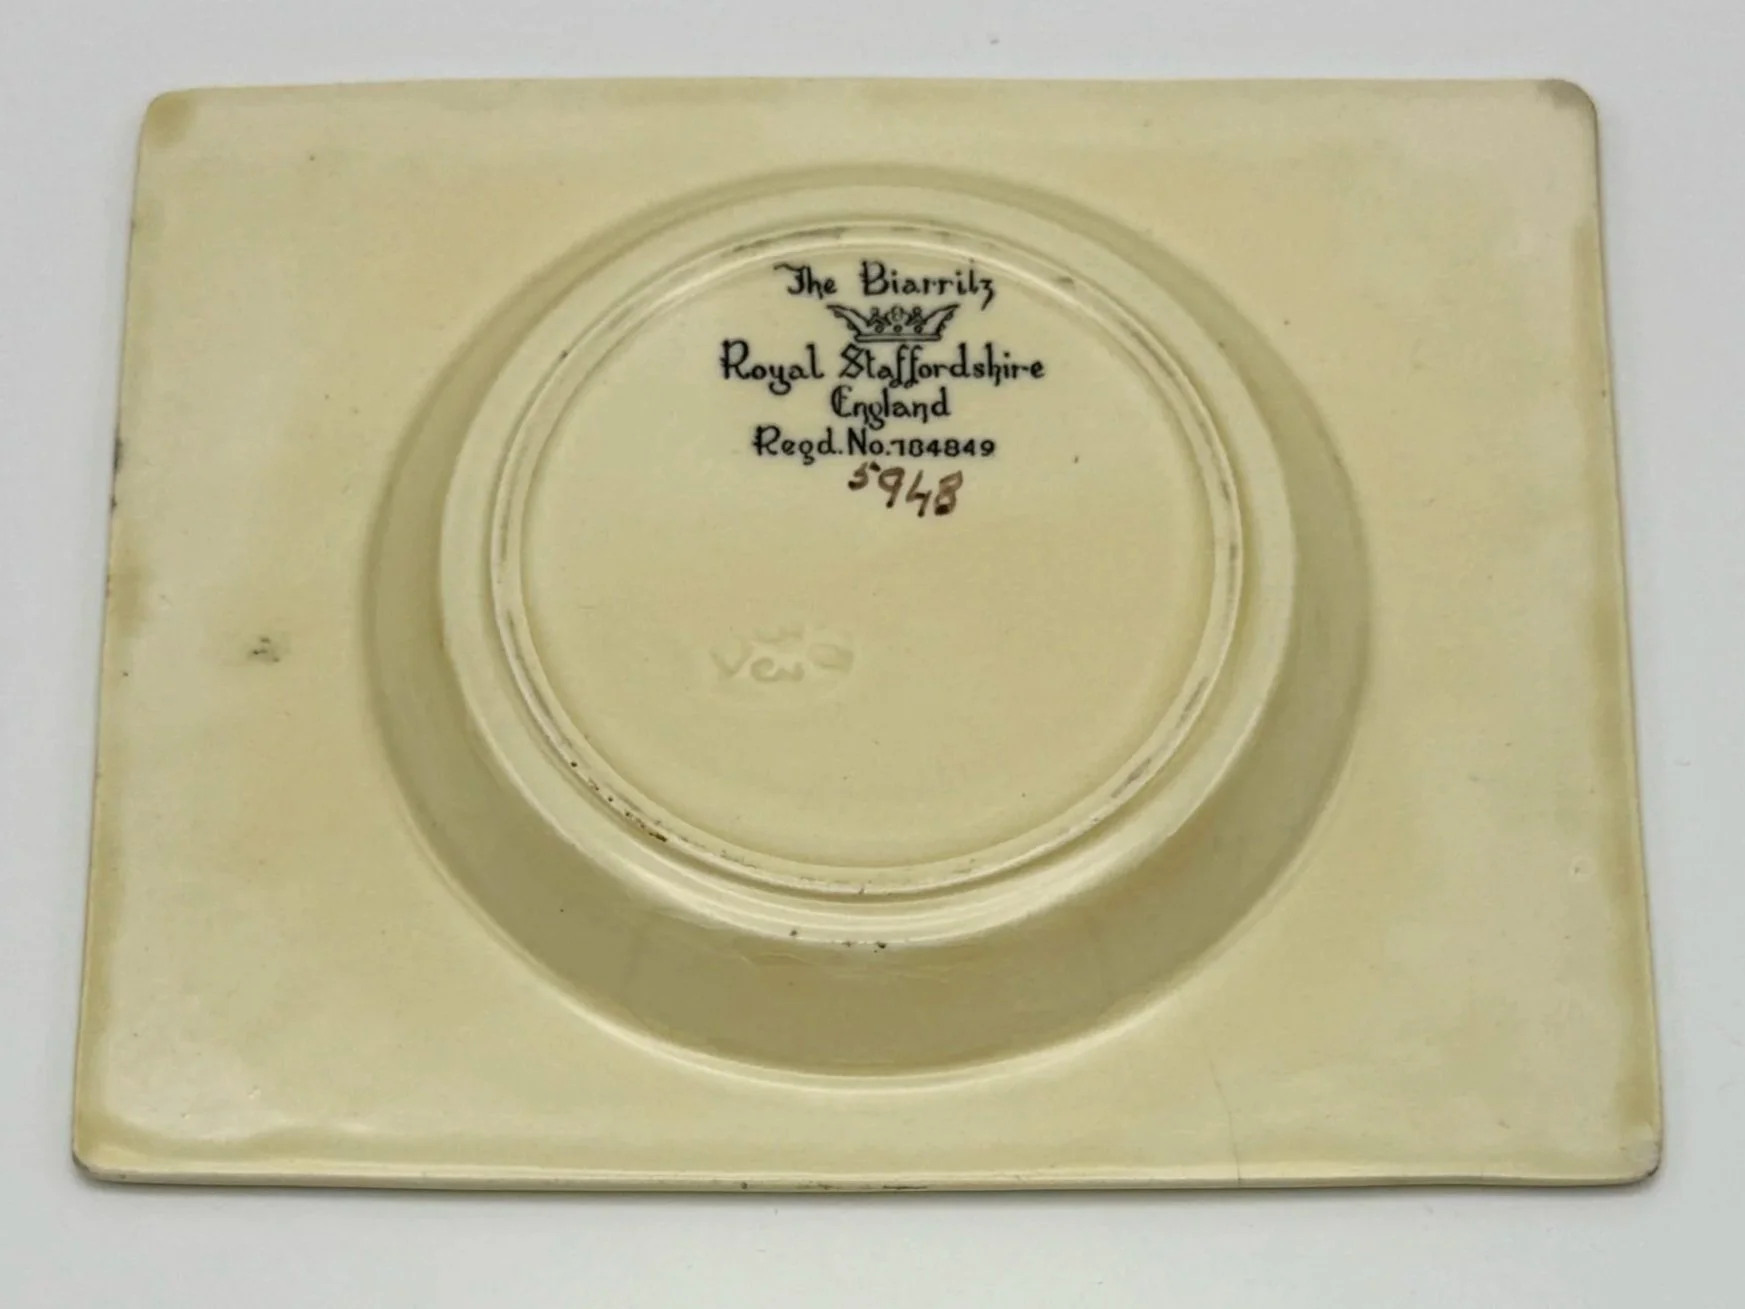 The Biarritz
Royal Staffordshire
England
Regd. No. 784849
5948